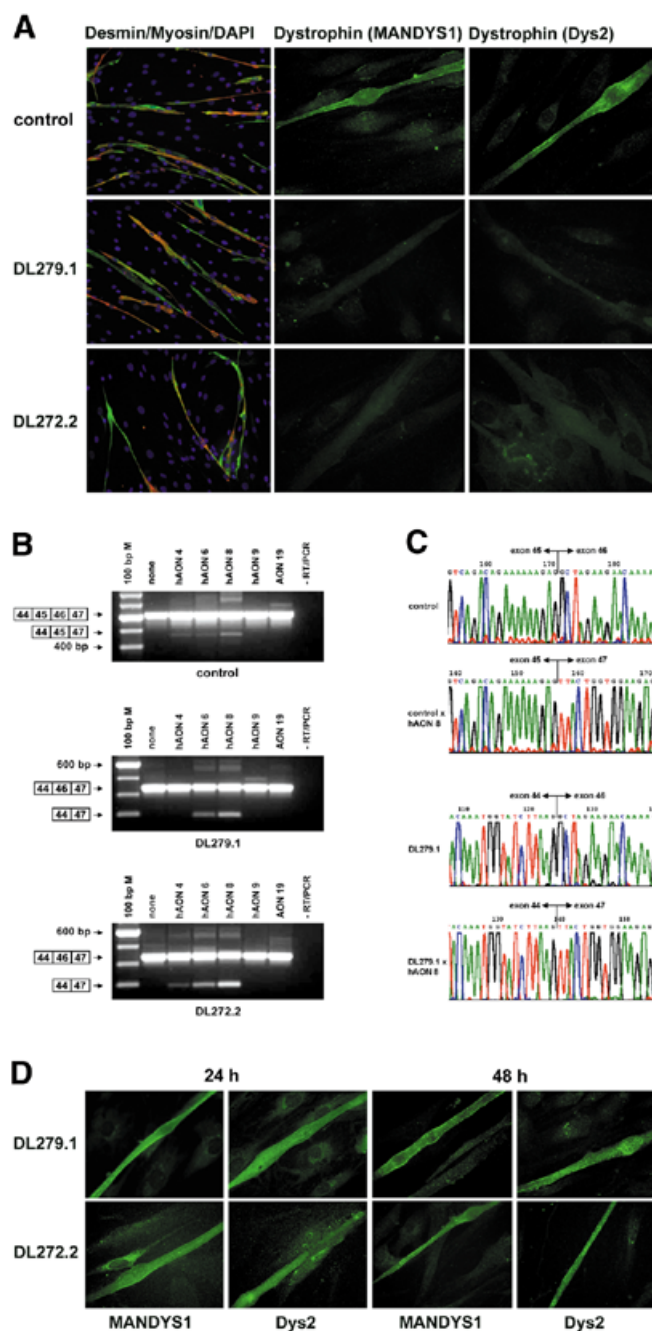 A
Desmin/Myosin/DAPI Dystrophin (MANDYS1) Dystrophin (Dys2)
control
DL279.1
DL272.2
B
100 bp M none hAON 4 hAON 6 hAON 8 hAON 9 AON 19 - RT/PCR
44 45 46 47
44 45 47
400 bp
control
100 bp M none hAON 4 hAON 6 hAON 8 hAON 9 AON 19 - RT/PCR
600 bp
44 46 47
44 47
DL279.1
100 bp M none hAON 4 hAON 6 hAON 8 hAON 9 AON 19 - RT/PCR
600 bp
44 46 47
44 47
DL272.2
C
exon 45 exon 46
control
exon 45 exon 47
control x
hAON 8
DL279.1
exon 44 exon 47
DL279.1 x
D
24 h 48 h
DL279.1
DL272.2
MANDYS1 Dys2 MANDYS1 Dys2